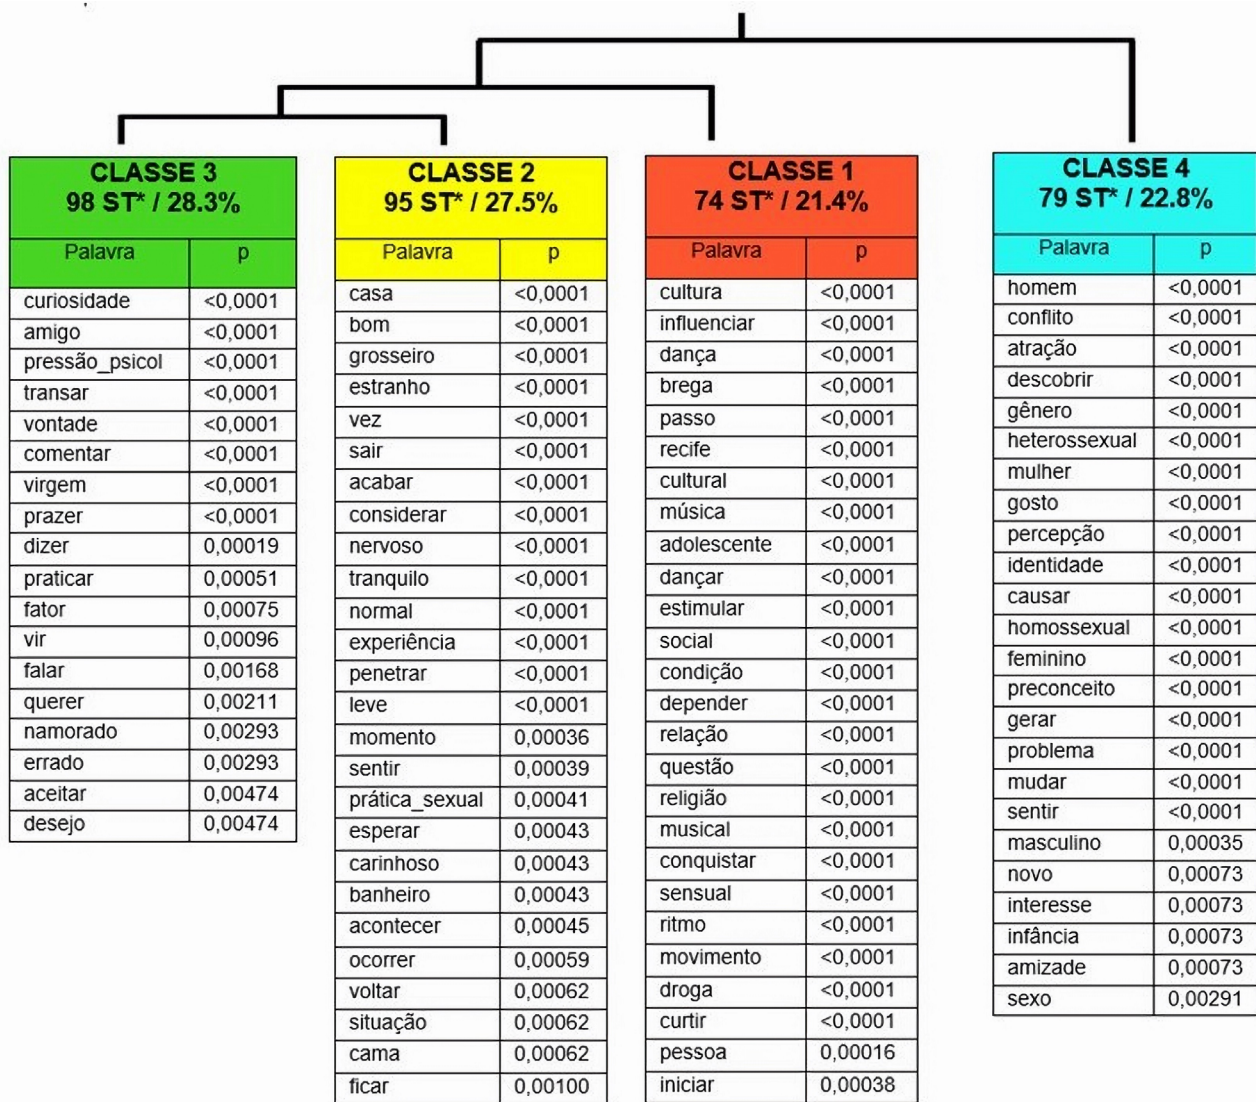 CLASSE 3
98 ST* / 28.3%
Palavra p
curiosidade <0,0001
amigo <0,0001
pressão_psicol <0,0001
transar <0,0001
vontade <0,0001
comentar <0,0001
virgem <0,0001
prazer <0,0001
dizer 0,00019
praticar 0,00051
fator 0,00075
vir 0,00096
falar 0,00168
querer 0,00211
namorado 0,00293
errado 0,00293
aceitar 0,00474
desejo 0,00474
CLASSE 2
95 ST* / 27.5%
Palavra p
casa <0,0001
bom <0,0001
grosseiro <0,0001
estranho <0,0001
vez <0,0001
sair <0,0001
acabar <0,0001
considerar <0,0001
nervoso <0,0001
tranquilo <0,0001
normal <0,0001
experiência <0,0001
penetrar <0,0001
leve <0,0001
momento 0,00036
sentir 0,00039
prática_sexual 0,00041
esperar 0,00043
carinhoso 0,00043
banheiro 0,00043
acontecer 0,00045
ocorrer 0,00059
voltar 0,00062
situação 0,00062
cama 0,00062
ficar 0,00100
CLASSE 1
74 ST* / 21.4%
Palavra p
cultura <0,0001
influenciar <0,0001
dança <0,0001
brega <0,0001
passo <0,0001
recife <0,0001
cultural <0,0001
música <0,0001
adolescente <0,0001
dançar <0,0001
estimular <0,0001
social <0,0001
condição <0,0001
depender <0,0001
relação <0,0001
questão <0,0001
religião <0,0001
musical <0,0001
conquistar <0,0001
sensual <0,0001
ritmo <0,0001
movimento <0,0001
droga <0,0001
curtir <0,0001
pessoa 0,00016
iniciar 0,00038
CLASSE 4
79 ST* / 22.8%
Palavra p
homem <0,0001
conflito <0,0001
atração <0,0001
descobrir <0,0001
gênero <0,0001
heterossexual <0,0001
mulher <0,0001
gosto <0,0001
percepção <0,0001
identidade <0,0001
causar <0,0001
homossexual <0,0001
feminino <0,0001
preconceito <0,0001
gerar <0,0001
problema <0,0001
mudar <0,0001
sentir <0,0001
masculino 0,00035
novo 0,00073
interesse 0,00073
infância 0,00073
amizade 0,00073
sexo 0,00291